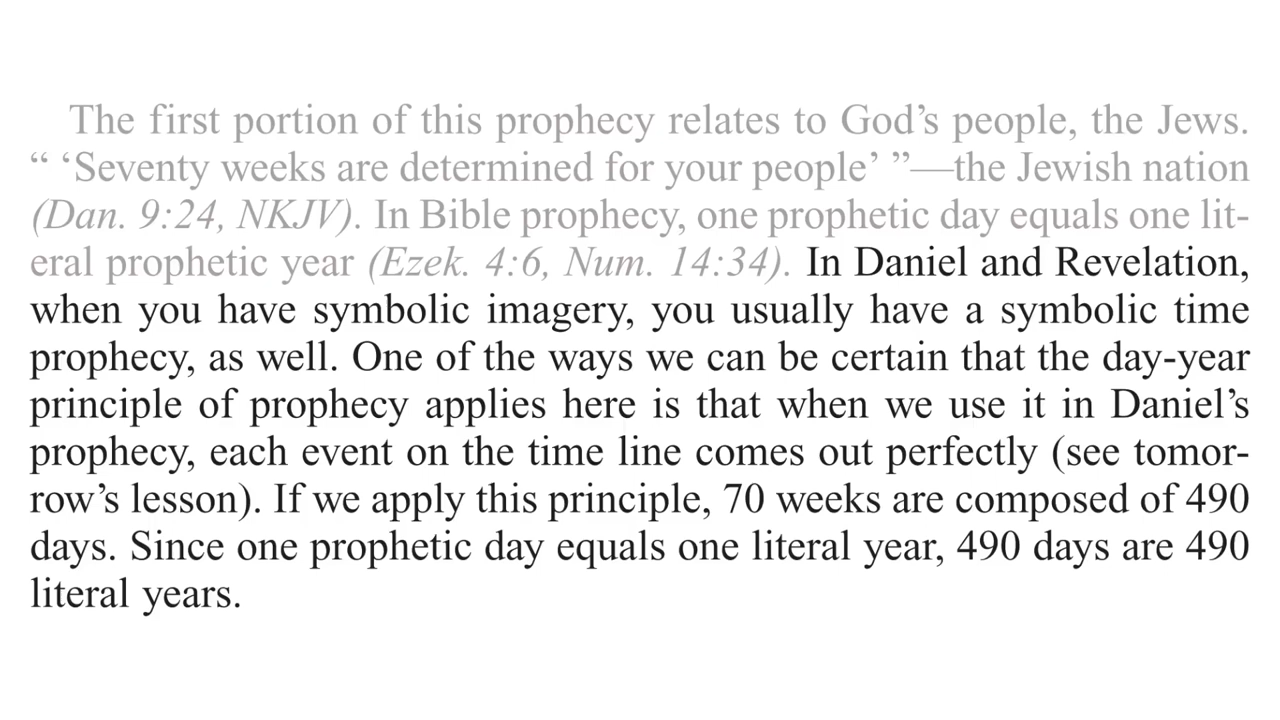 The first portion of this prophecy relates to God’s people, the Jews.
“ ‘Seventy weeks are determined for your people’ ”—the Jewish nation
(Dan. 9:24, NKJV). In Bible prophecy, one prophetic day equals one lit-
eral prophetic year (Ezek. 4:6, Num. 14:34). In Daniel and Revelation,
when you have symbolic imagery, you usually have a symbolic time
prophecy, as well. One of the ways we can be certain that the day-year
principle of prophecy applies here is that when we use it in Daniel’s
prophecy, each event on the time line comes out perfectly (see tomor-
row’s lesson). If we apply this principle, 70 weeks are composed of 490
days. Since one prophetic day equals one literal year, 490 days are 490
literal years.